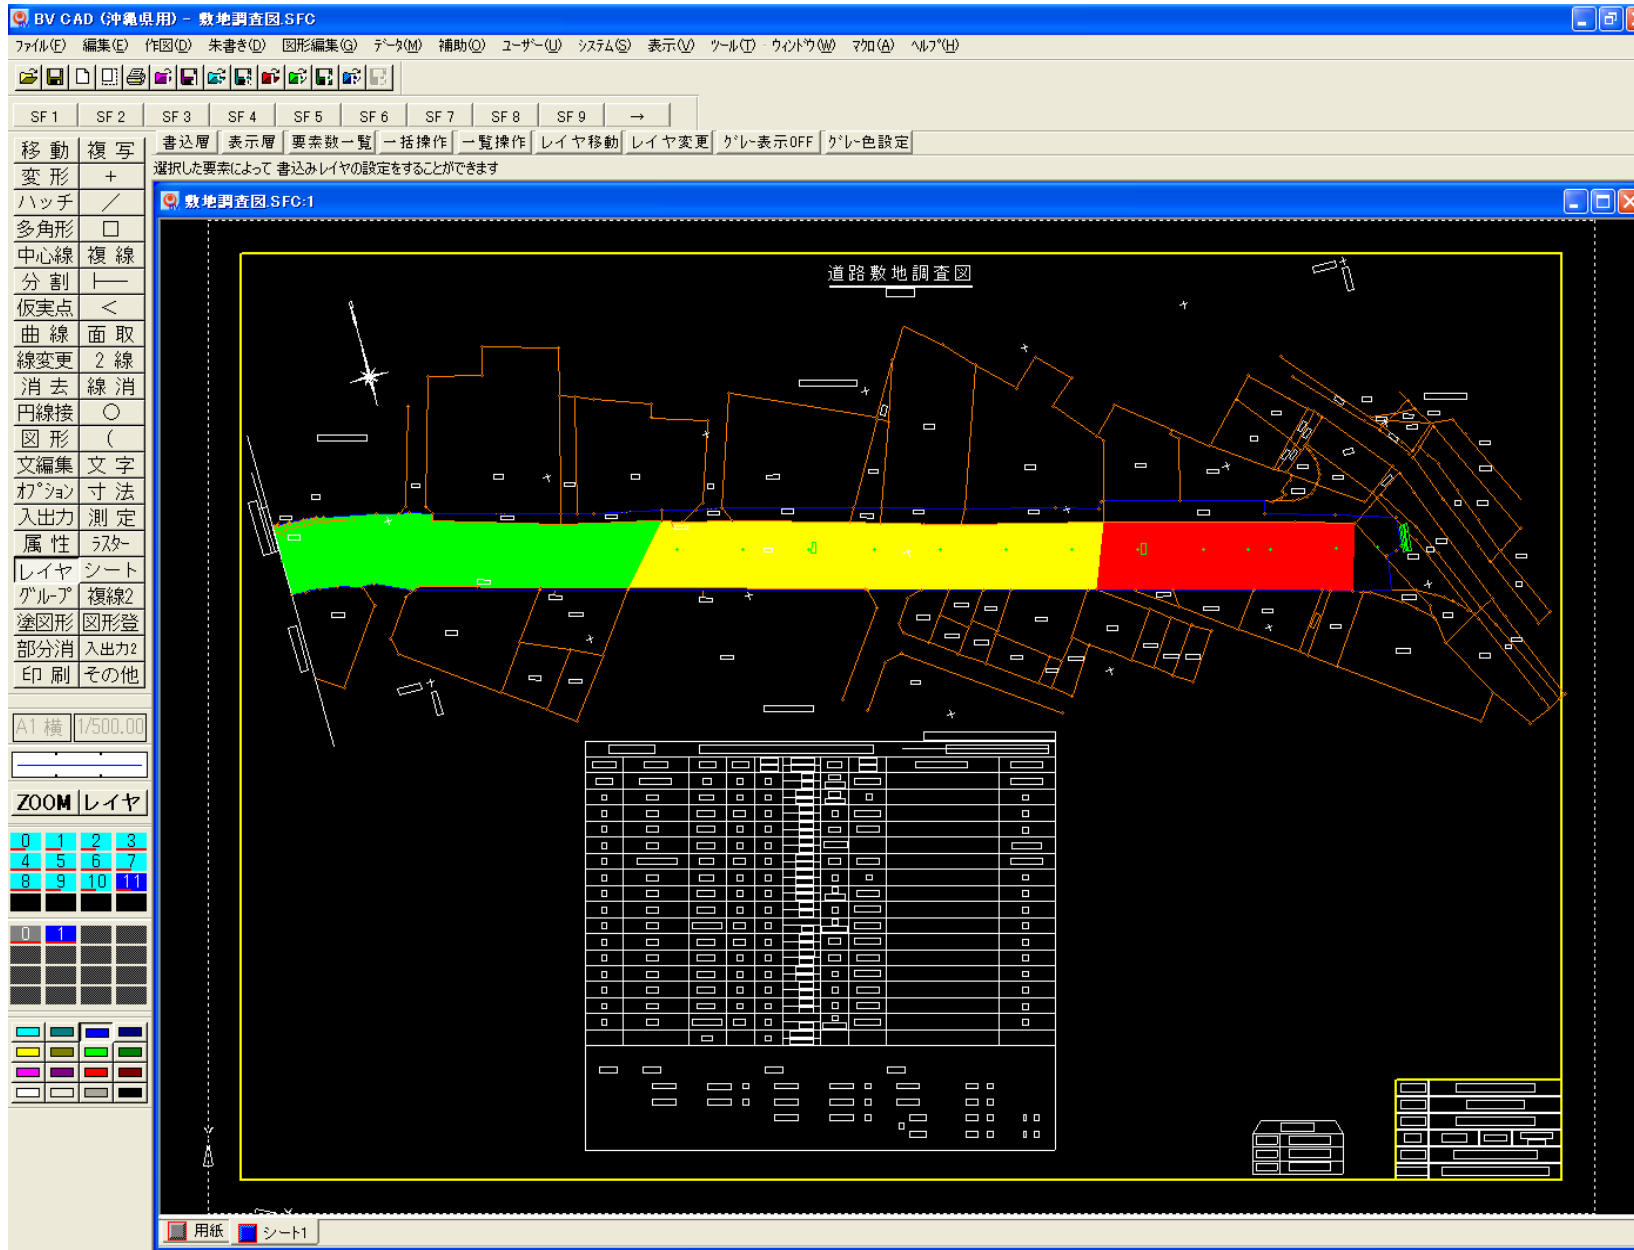 BV CAD (沖縄県用) - 敷地調査図.SFC
ﾌｧｲﾙ(F) 編集(E) 作図(D) 朱書き(D) 図形編集(G) ﾃﾞｰﾀ(M) 補助(O) ﾕｰｻﾞｰ(U) ｼｽﾃﾑ(S) 表示(V) ﾂｰﾙ(T) ｳｨﾝﾄﾞｳ(W) ﾏｸﾛ(A) ﾍﾙﾌﾟ(H)
SF 1 SF 2 SF 3 SF 4 SF 5 SF 6 SF 7 SF 8 SF 9 →
書込層 表示層 要素数一覧 一括操作 一覧操作 レイヤ移動 レイヤ変更 ｸﾞﾚｰ表示OFF ｸﾞﾚｰ色設定
選択した要素によって 書込みレイヤの設定をすることができます
移 動 複 写
変 形 +
ハッチ ／
多角形 □
中心線 複 線
分 割
仮実点 <
曲 線 面 取
線変更 2 線
消 去 線 消
円線接 ○
図 形 (
文編集 文 字
ｵﾌﾟｼｮﾝ 寸 法
入出力 測 定
属 性 ﾗｽﾀｰ
レイヤ シート
ｸﾞﾙｰﾌﾟ 複線2
塗図形 図形登
部分消 入出力2
印 刷 その他
A1 横 1/500.00
ZOOM レイヤ
0 1 2 3
4 5 6 7
8 9 10 11
0 1
敷地調査図.SFC:1
道路敷地調査図
用紙 シート1